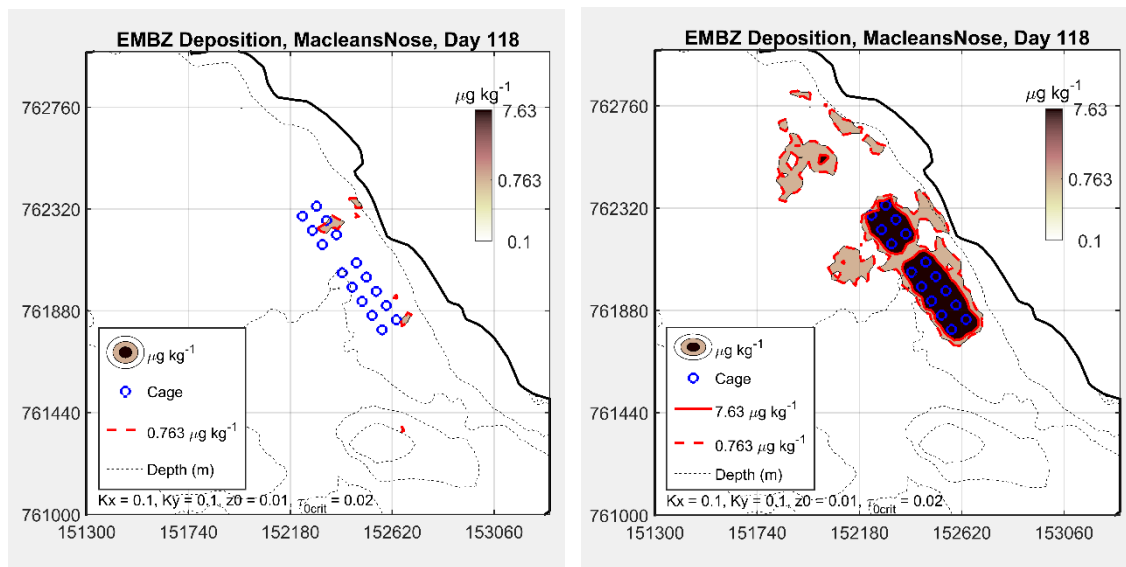 EMBZ Deposition, MacleansNose, Day 118
μg kg-1
7.63
0.763
0.1
762760
762320
761880
761440
761000
μg kg-1
Cage
0.763 μg kg-1
Depth (m)
Kx = 0.1, Ky = 0.1, z0 = 0.01, τ0crit = 0.02
151300 151740 152180 152620 153060
EMBZ Deposition, MacleansNose, Day 118
μg kg-1
7.63
0.763
0.1
762760
762320
761880
761440
761000
μg kg-1
Cage
7.63 μg kg-1
0.763 μg kg-1
Depth (m)
Kx = 0.1, Ky = 0.1, z0 = 0.01, τ0crit = 0.02
151300 151740 152180 152620 153060